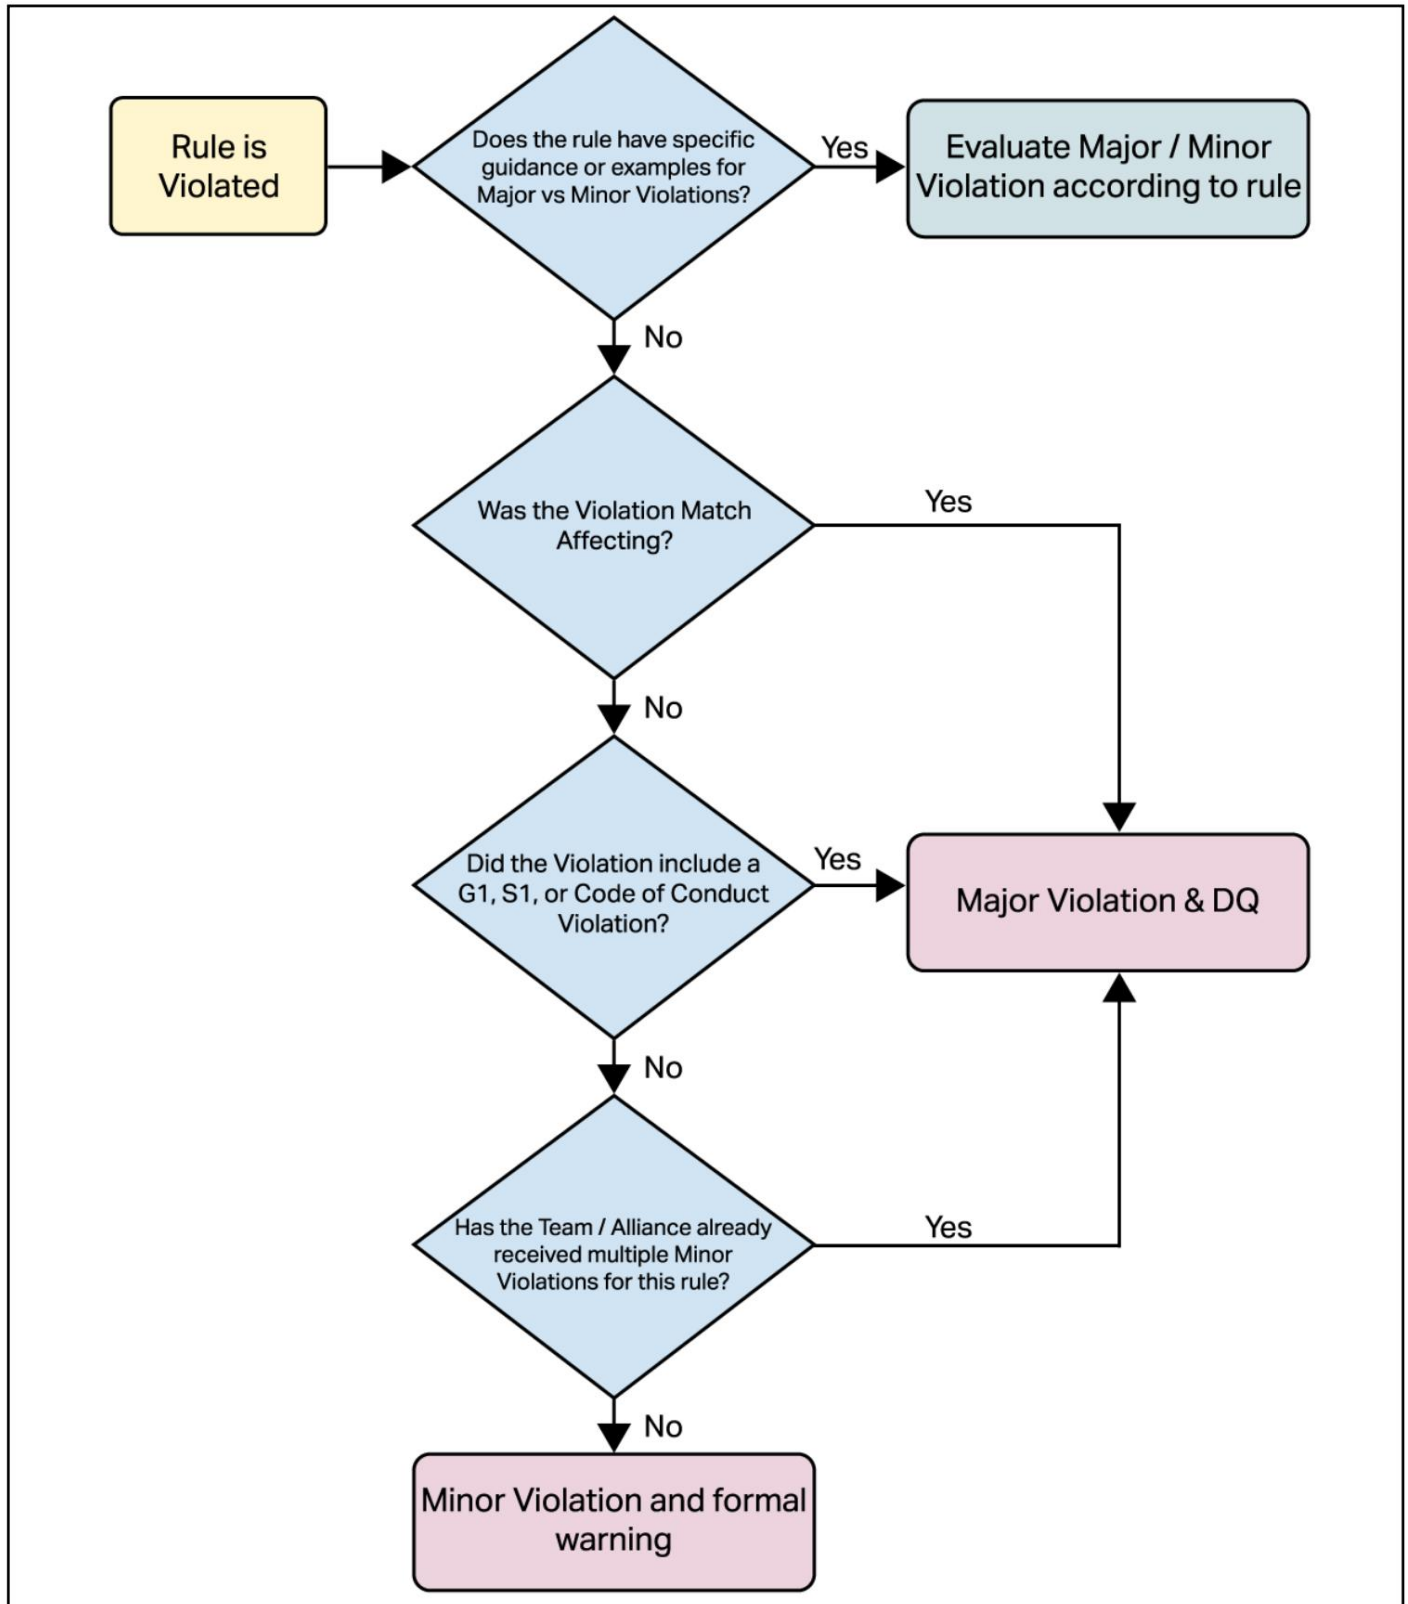 Rule is
Violated
Does the rule have specific
guidance or examples for
Major vs Minor Violations?
Yes
Evaluate Major / Minor
Violation according to rule
No
Was the Violation Match
Affecting?
Yes
No
Did the Violation include a
G1, S1, or Code of Conduct
Violation?
Yes
Major Violation & DQ
No
Has the Team / Alliance already
received multiple Minor
Violations for this rule?
Yes
No
Minor Violation and formal
warning